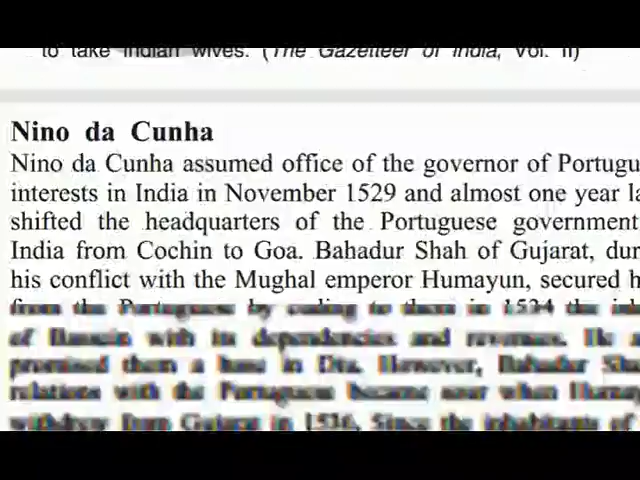 to take Indian wives. (The Gazetteer of India, Vol. II)
Nino da Cunha
Nino da Cunha assumed office of the governor of Portugu
interests in India in November 1529 and almost one year la
shifted the headquarters of the Portuguese government
India from Cochin to Goa. Bahadur Shah of Gujarat, dur
his conflict with the Mughal emperor Humayun, secured h
from the Portuguese by ceding to them in 1534 the isl
of Bassein with its dependencies and revenues. He a
promised them a base in Diu. However, Bahadur Sha
relations with the Portuguese became sour when Humay
withdrew from Gujarat in 1536. Since the inhabitants of